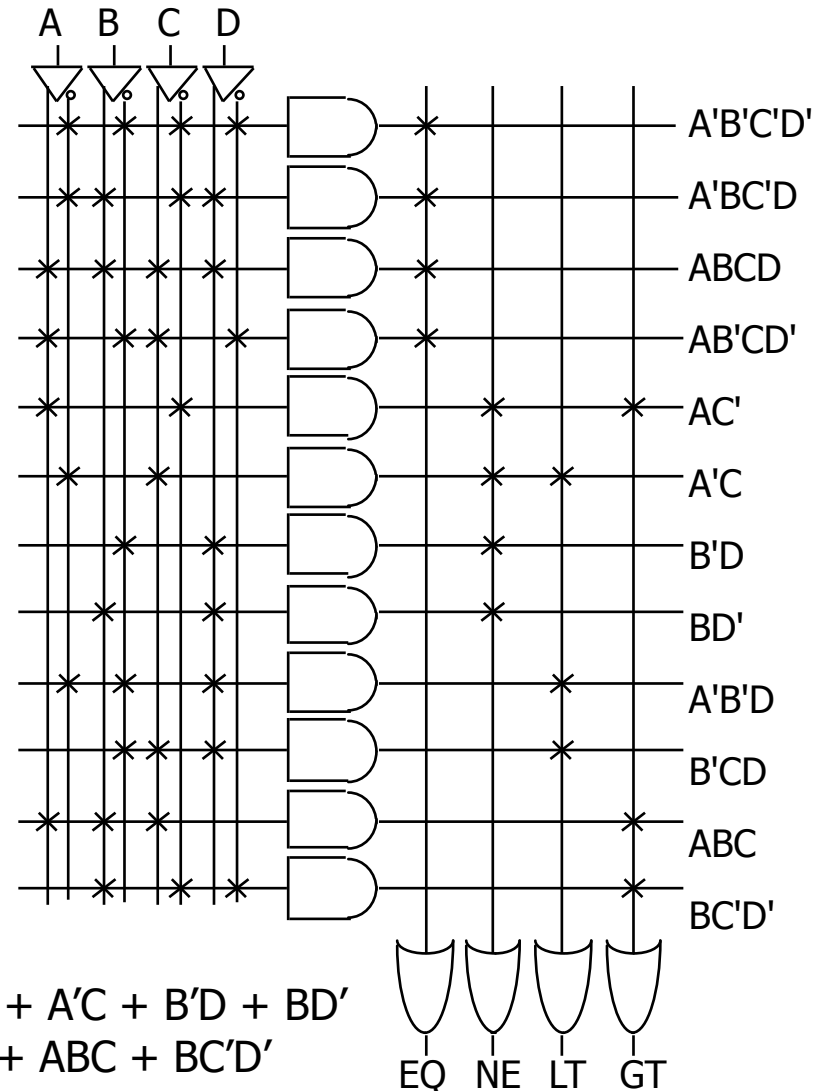 A B C D
A'B'C'D'
A'BC'D
ABCD
AB'CD'
AC'
A'C
B'D
BD'
A'B'D
B'CD
ABC
BC'D'
+ A′C + B′D + BD′
+ ABC + BC′D′
EQ NE LT GT